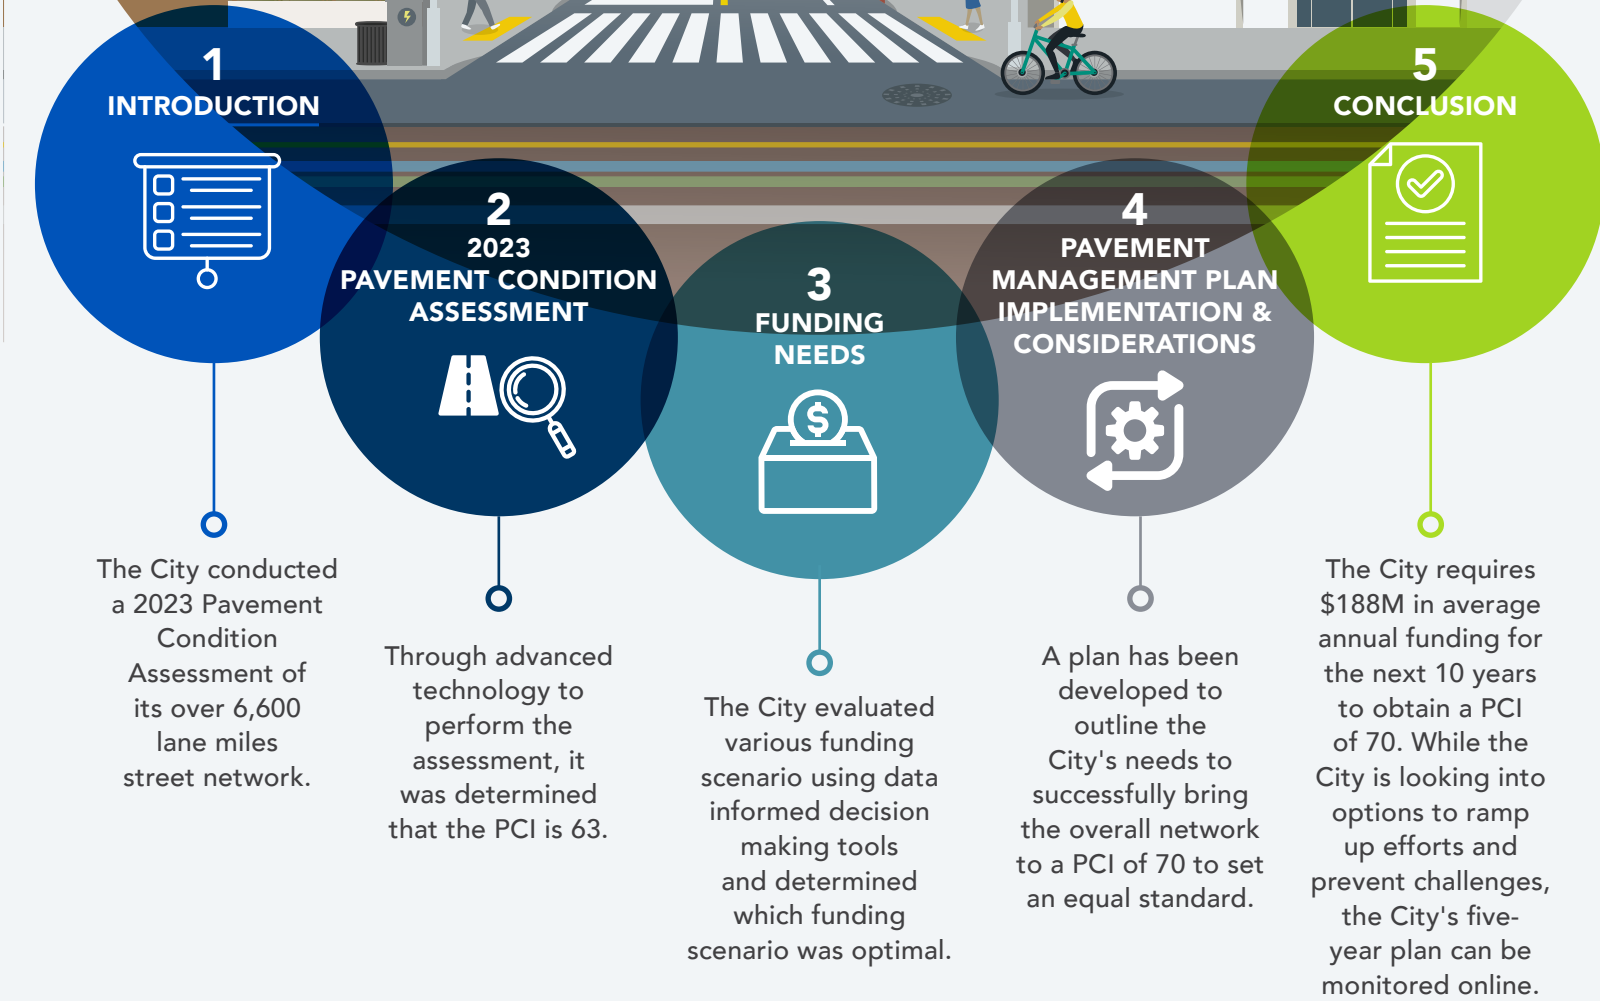 1
INTRODUCTION
The City conducted
a 2023 Pavement
Condition
Assessment of
its over 6,600
lane miles
street network.
2
2023
PAVEMENT CONDITION
ASSESSMENT
Through advanced
technology to
perform the
assessment, it
was determined
that the PCI is 63.
3
FUNDING
NEEDS
$
The City evaluated
various funding
scenario using data
informed decision
making tools
and determined
which funding
scenario was optimal.
4
PAVEMENT
MANAGEMENT PLAN
IMPLEMENTATION &
CONSIDERATIONS
A plan has been
developed to
outline the
City's needs to
successfully bring
the overall network
to a PCI of 70 to set
an equal standard.
5
CONCLUSION
The City requires
$188M in average
annual funding for
the next 10 years
to obtain a PCI
of 70. While the
City is looking into
options to ramp
up efforts and
prevent challenges,
the City's five-
year plan can be
monitored online.